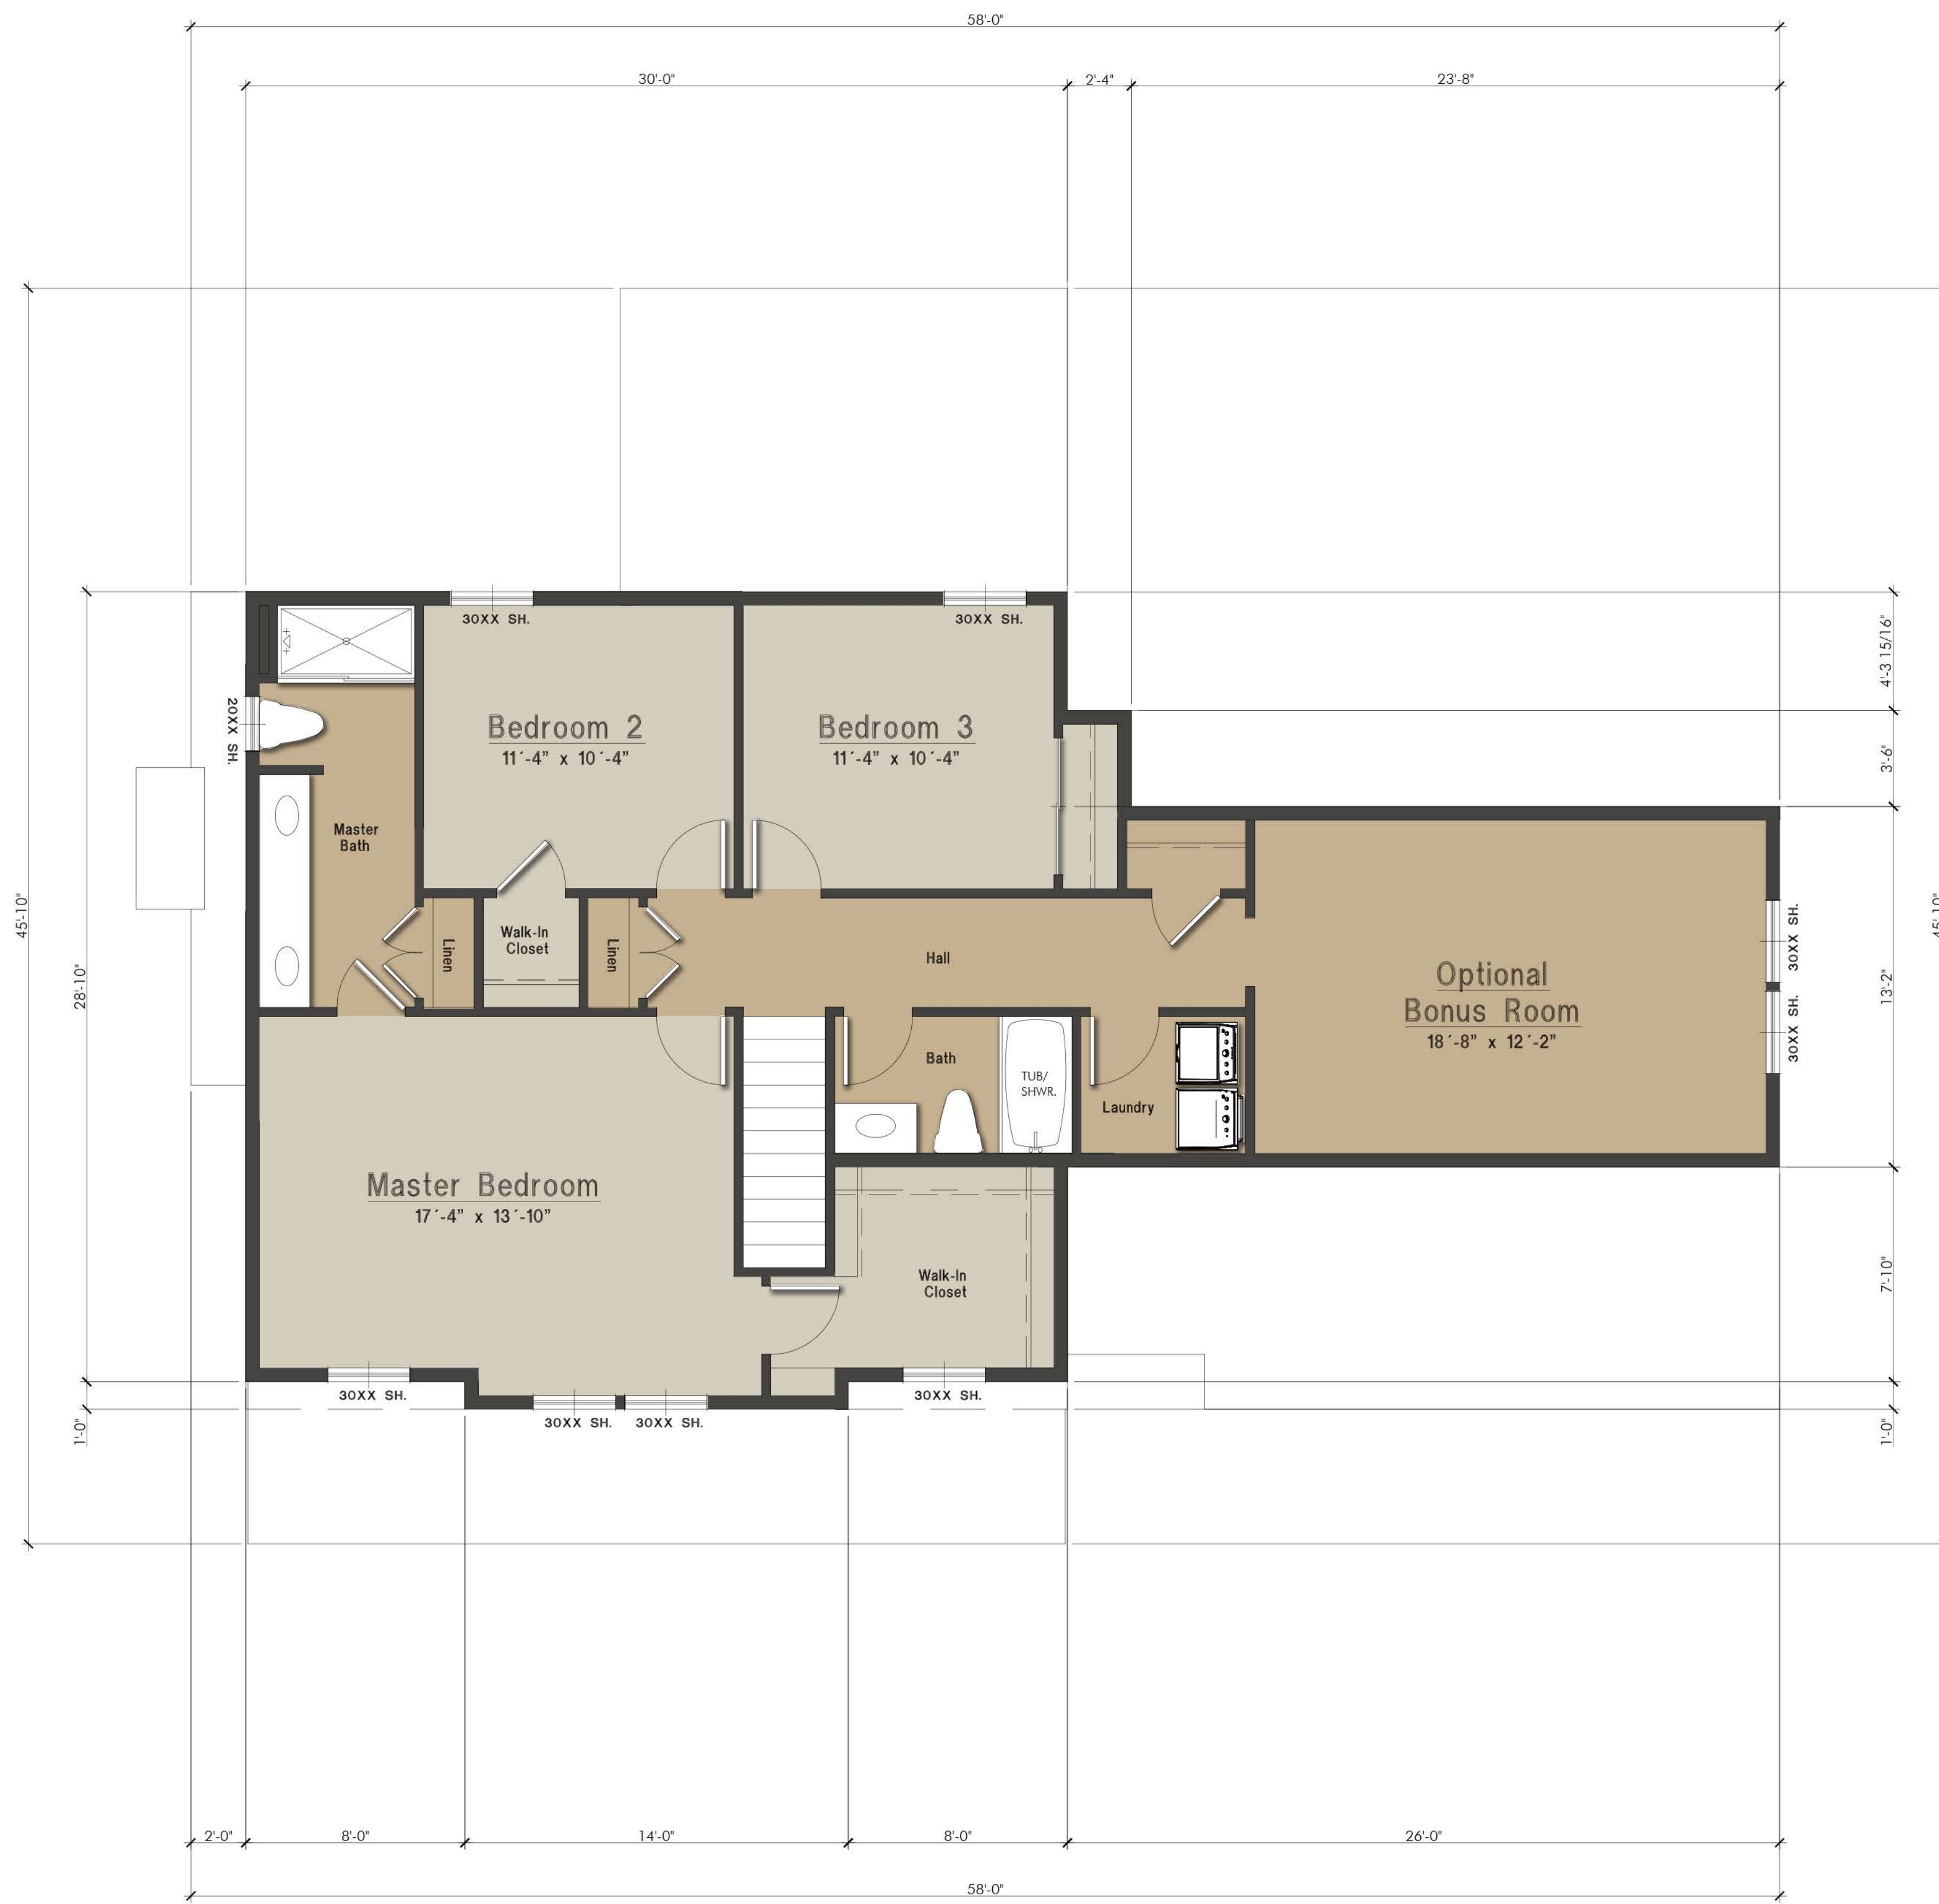 58'-0"
30'-0"
2'-4"
23'-8"
30XX SH.
30XX SH.
4'-3 15/16"
20XX SH.
Bedroom 2
11´-4” x 10´-4”
Bedroom 3
11´-4” x 10´-4”
3'-6"
Master
Bath
45'-10"
28'-10"
Linen
Walk-In
Closet
Linen
Hall
30XX SH.
45'-10"
Optional
Bonus Room
18´-8” x 12´-2”
13'-2"
30XX SH.
Bath
TUB/
SHWR.
Laundry
Master Bedroom
17´-4” x 13´-10”
Walk-In
Closet
7'-10"
30XX SH.
30XX SH.
30XX SH.
30XX SH.
1'-0"
1'-0"
2'-0"
8'-0"
14'-0"
8'-0"
26'-0"
58'-0"